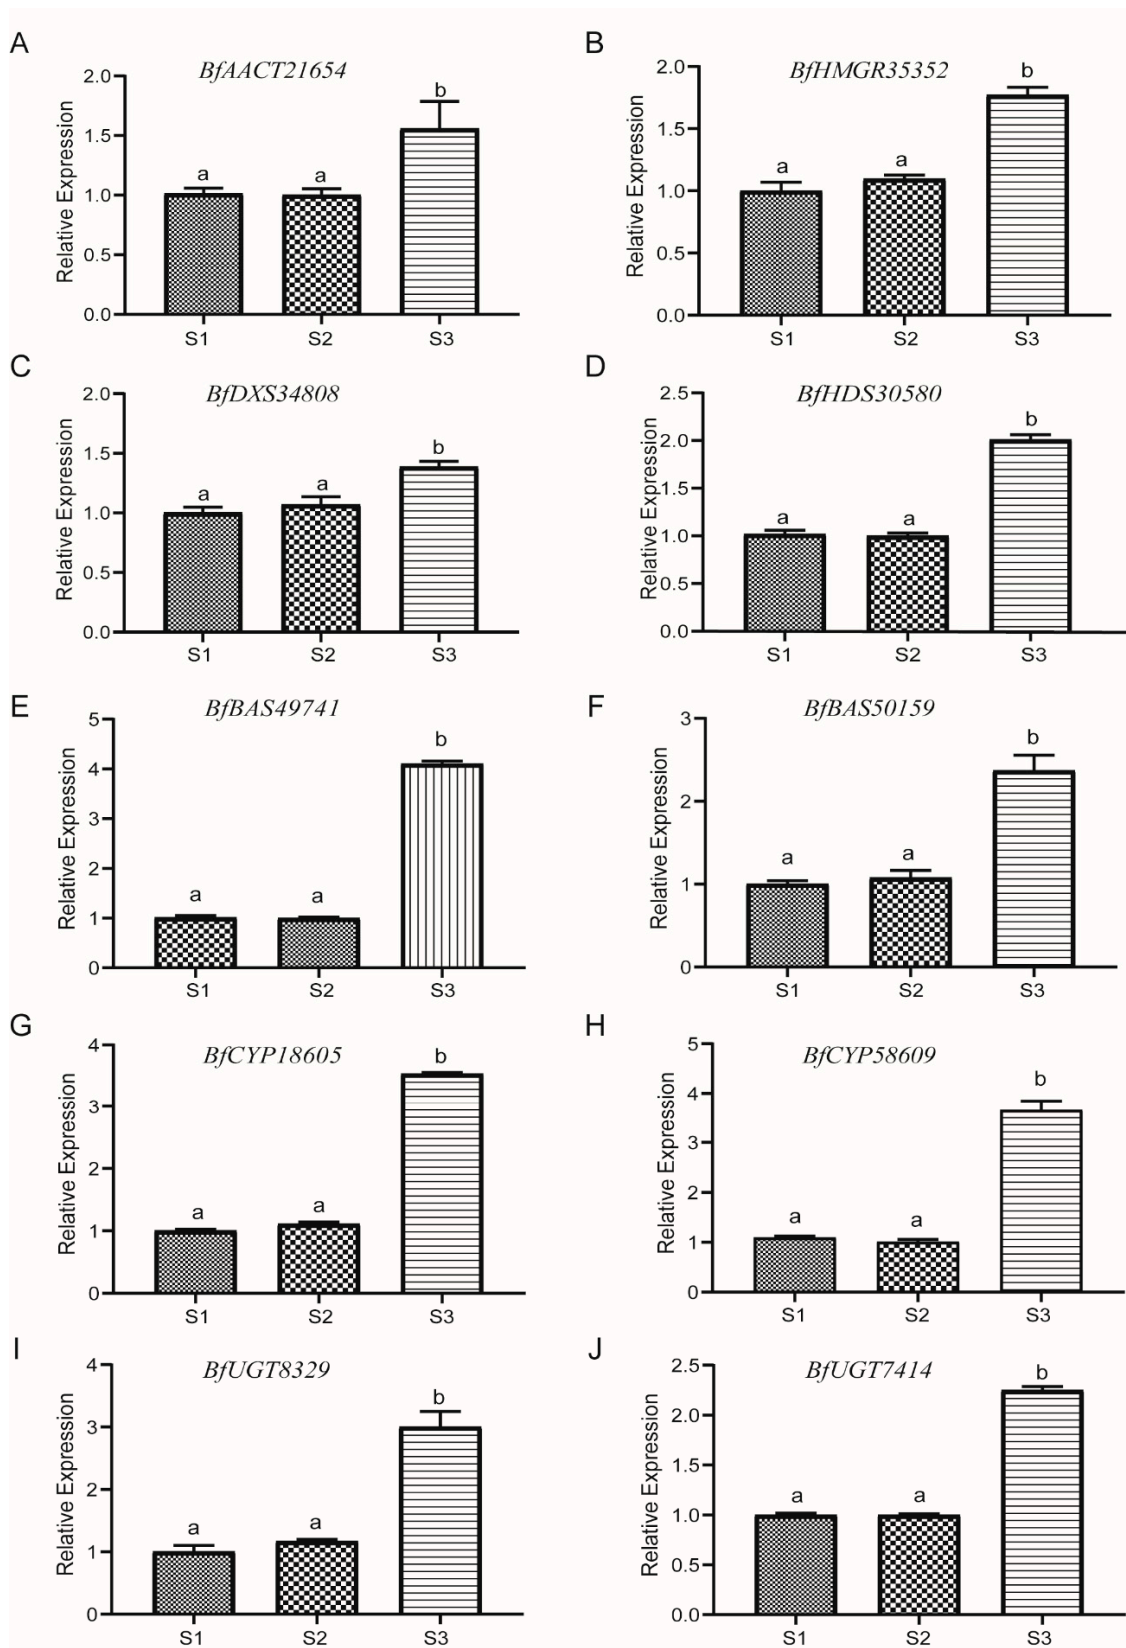 A
BfAACT21654
Relative Expression
2.0
1.5
1.0
0.5
0.0
a
a
b
S1 S2 S3
B
BfHMGR35352
Relative Expression
2.0
1.5
1.0
0.5
0.0
a
a
b
S1 S2 S3
C
BfDXS34808
Relative Expression
2.0
1.5
1.0
0.5
0.0
a
a
b
S1 S2 S3
D
BfHDS30580
Relative Expression
2.5
2.0
1.5
1.0
0.5
0.0
a
a
b
S1 S2 S3
E
BfBAS49741
Relative Expression
5
4
3
2
1
0
a
a
b
S1 S2 S3
F
BfBAS50159
Relative Expression
3
2
1
0
a
a
b
S1 S2 S3
G
BfCYP18605
Relative Expression
4
3
2
1
0
a
a
b
S1 S2 S3
H
BfCYP58609
Relative Expression
5
4
3
2
1
0
a
a
b
S1 S2 S3
I
BfUGT8329
Relative Expression
4
3
2
1
0
a
a
b
S1 S2 S3
J
BfUGT7414
Relative Expression
2.5
2.0
1.5
1.0
0.5
0.0
a
a
b
S1 S2 S3